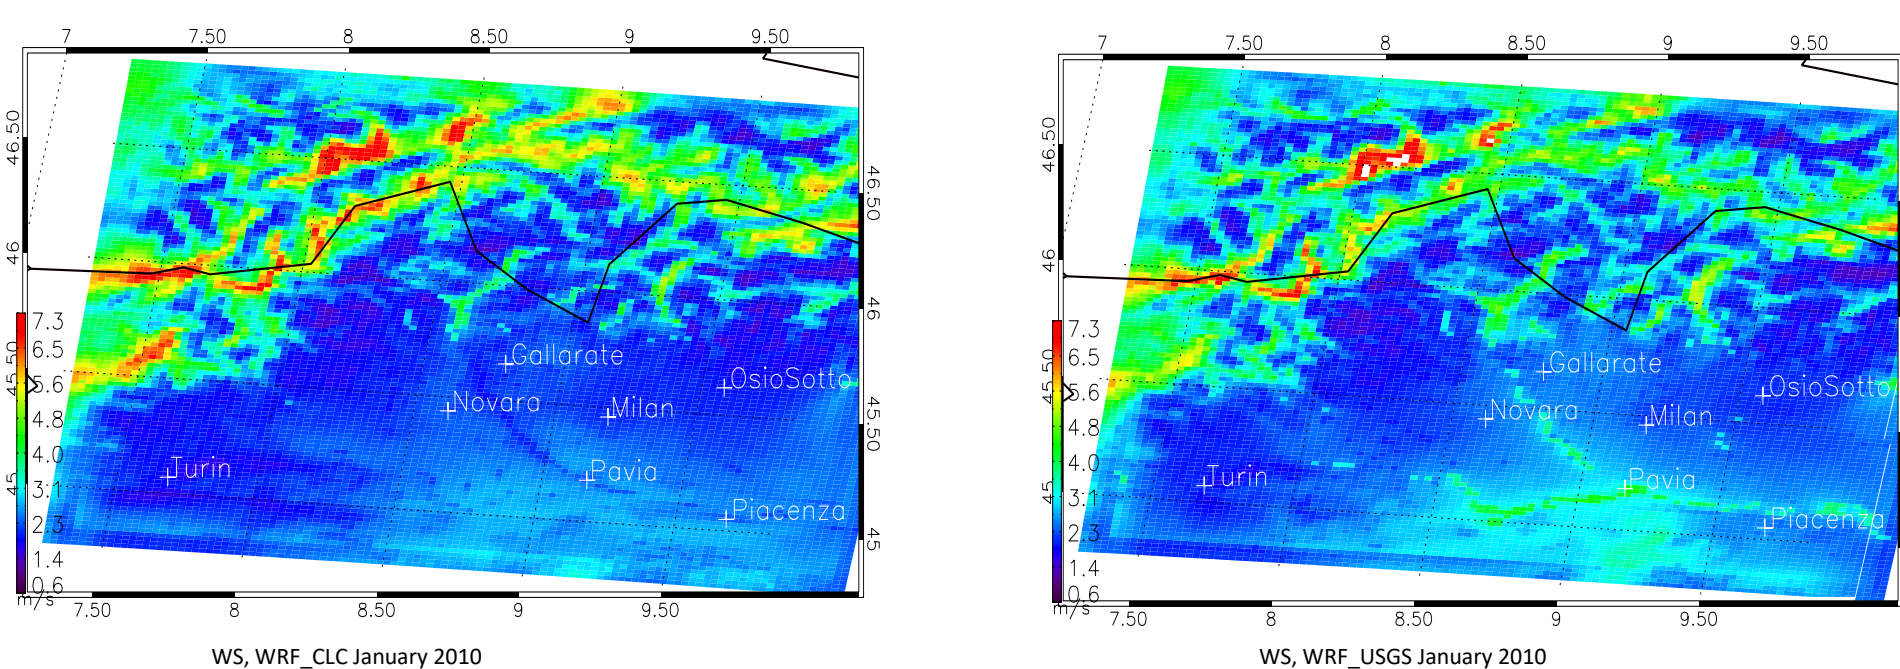 7 7.50 8 8.50 9 9.50
46.50
46
45.50
45
46.50
46
45.50
45
7.3
6.5
5.6
4.8
4.0
3.1
2.3
1.4
0.6
m/s
Gallarate
OsioSotto
Novara
Milan
Turin
Pavia
Piacenza
7.50 8 8.50 9 9.50
WS, WRF_CLC January 2010
7 7.50 8 8.50 9 9.50
46.50
46
45.50
45
7.3
6.5
5.6
4.8
4.0
3.1
2.3
1.4
0.6
m/s
Gallarate
OsioSotto
Novara
Milan
Turin
Pavia
Piacenza
7.50 8 8.50 9 9.50
WS, WRF_USGS January 2010